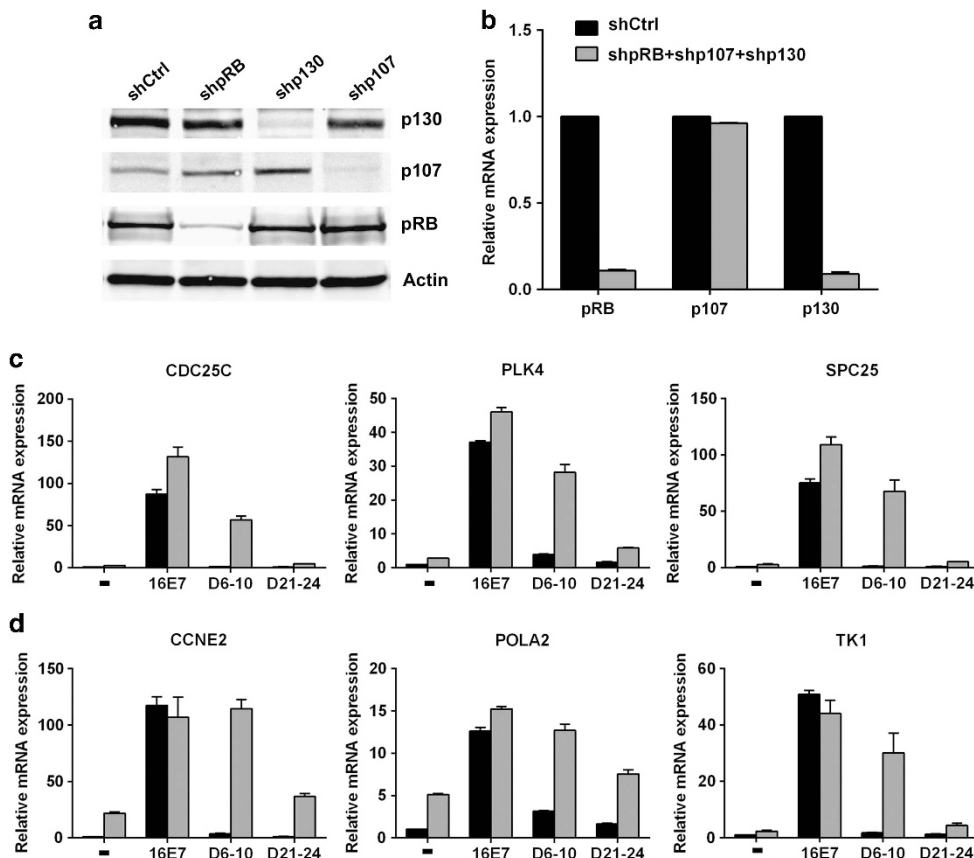 a
shCtrl
shpRB
shp130
shp107
p130
p107
pRB
Actin
b
shCtrl
shpRB+shp107+shp130
Relative mRNA expression
1.5
1.0
0.5
0.0
pRB
p107
p130
c
CDC25C
Relative mRNA expression
200
150
100
50
0
-
16E7
D6-10
D21-24
PLK4
Relative mRNA expression
50
40
30
20
10
0
-
16E7
D6-10
D21-24
SPC25
Relative mRNA expression
150
100
50
0
-
16E7
D6-10
D21-24
d
CCNE2
Relative mRNA expression
150
100
50
0
-
16E7
D6-10
D21-24
POLA2
Relative mRNA expression
20
15
10
5
0
-
16E7
D6-10
D21-24
TK1
Relative mRNA expression
60
40
20
0
-
16E7
D6-10
D21-24